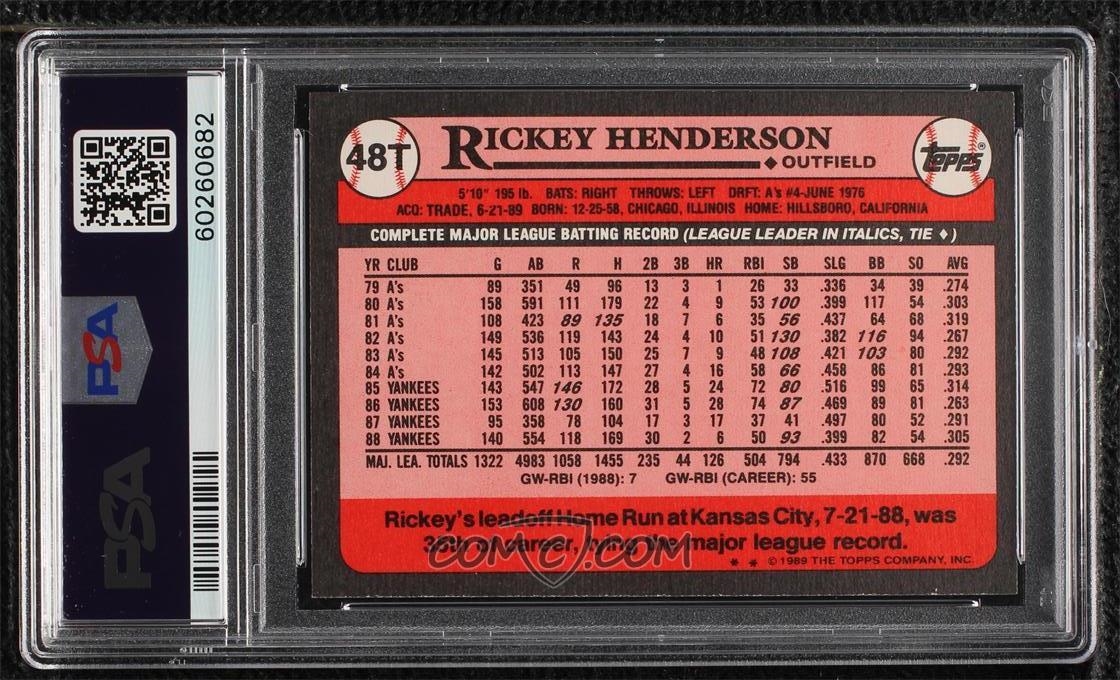 PSA
PSA
60260682
48T
RICKEY HENDERSON
OUTFIELD
TOPPS®
5'10" 195 lb. BATS: RIGHT THROWS: LEFT DRFT: A's #4-JUNE 1976
ACQ: TRADE, 6-21-89 BORN: 12-25-58, CHICAGO, ILLINOIS HOME: HILLSBORO, CALIFORNIA
COMPLETE MAJOR LEAGUE BATTING RECORD (LEAGUE LEADER IN ITALICS, TIE ♦)
YR CLUB G AB R H 2B 3B HR RBI SB SLG BB SO AVG
79 A's 89 351 49 96 13 3 1 26 33 .336 34 39 .274
80 A's 158 591 111 179 22 4 9 53 100 .399 117 54 .303
81 A's 108 423 89 135 18 7 6 35 56 .437 64 68 .319
82 A's 149 536 119 143 24 4 10 51 130 .382 116 94 .267
83 A's 145 513 105 150 25 7 9 48 108 .421 103 80 .292
84 A's 142 502 113 147 27 4 16 58 66 .458 86 81 .293
85 YANKEES 143 547 146 172 28 5 24 72 80 .516 99 65 .314
86 YANKEES 153 608 130 160 31 5 28 74 87 .469 89 81 .263
87 YANKEES 95 358 78 104 17 3 17 37 41 .497 80 52 .291
88 YANKEES 140 554 118 169 30 2 6 50 93 .399 82 54 .305
MAJ. LEA. TOTALS 1322 4983 1058 1455 235 44 126 504 794 .433 870 668 .292
GW-RBI (1988): 7 GW-RBI (CAREER): 55
Rickey's leadoff Home Run at Kansas City, 7-21-88, was
of career, tying the major league record.
* * © 1989 THE TOPPS COMPANY, INC.
COMC.COM